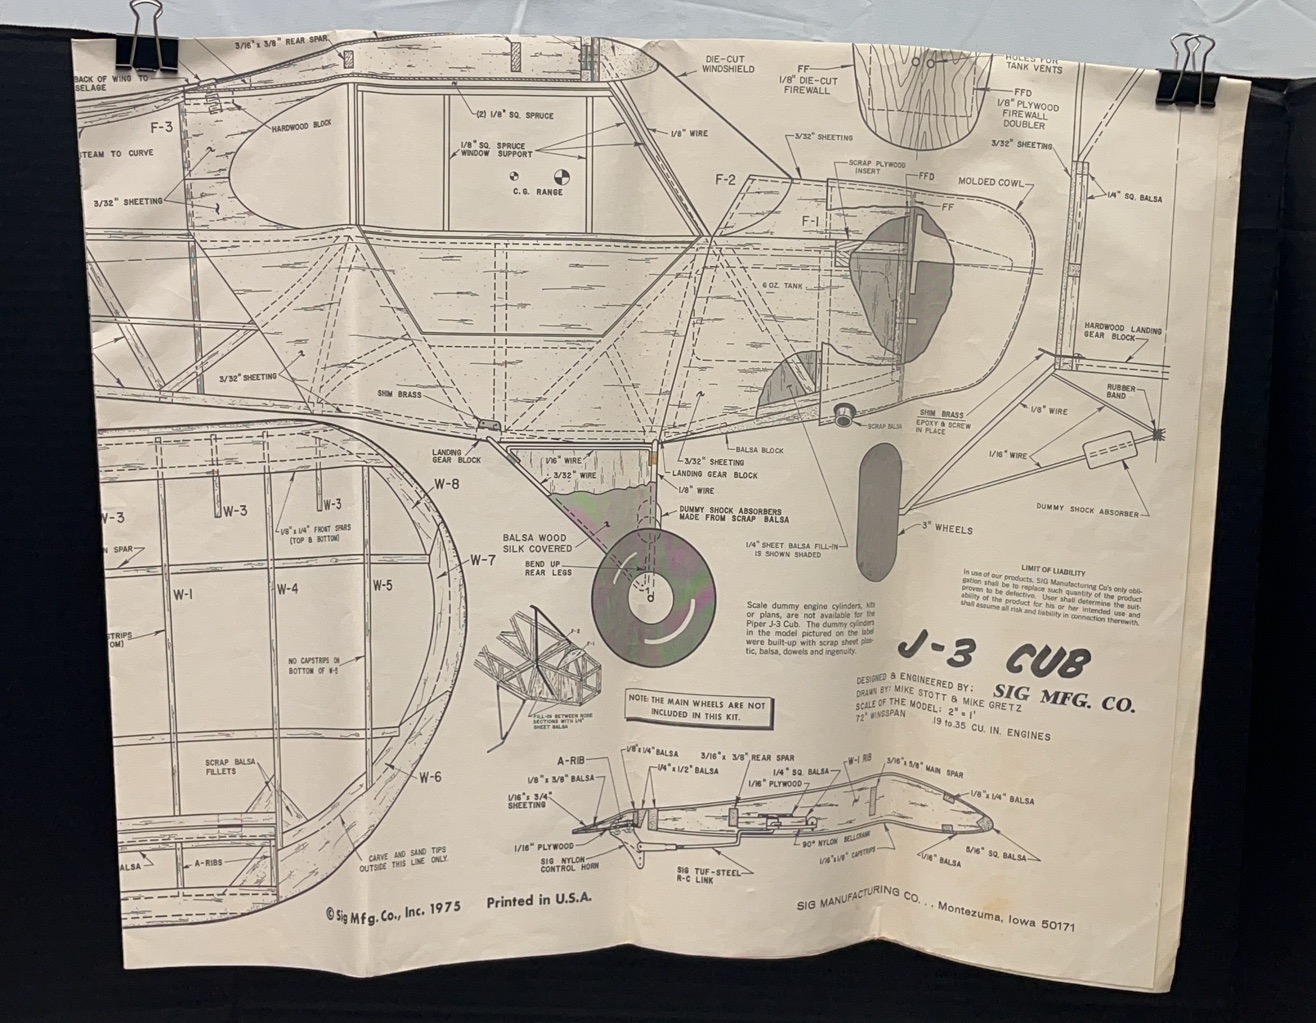 3/16" x 3/8" REAR SPAR
BACK OF WING TO
SELAGE
F-3
HARDWOOD BLOCK
STEAM TO CURVE
3/32" SHEETING
(2) 1/8" SQ. SPRUCE
1/8" SQ. SPRUCE
WINDOW SUPPORT
C.G. RANGE
1/8" WIRE
DIE-CUT
WINDSHIELD
FF
1/8" DIE-CUT
FIREWALL
HOLES FOR
TANK VENTS
FFD
1/8" PLYWOOD
FIREWALL
DOUBLER
3/32" SHEETING
3/32" SHEETING
SCRAP PLYWOOD
INSERT
FFD
MOLDED COWL
FF
F-2
F-1
1/4" SQ. BALSA
6 OZ. TANK
HARDWOOD LANDING
GEAR BLOCK
RUBBER
BAND
3/32" SHEETING
SHIM BRASS
LANDING
GEAR BLOCK
1/16" WIRE
3/32" WIRE
BALSA BLOCK
3/32" SHEETING
LANDING GEAR BLOCK
1/8" WIRE
DUMMY SHOCK ABSORBERS
MADE FROM SCRAP BALSA
SCRAP BALSA
SHIM BRASS
EPOXY & SCREW
IN PLACE
1/8" WIRE
1/16" WIRE
DUMMY SHOCK ABSORBER
3" WHEELS
1/4" SHEET BALSA FILL-IN
IS SHOWN SHADED
BALSA WOOD
SILK COVERED
BEND UP
REAR LEGS
W-8
W-3
W-3
W-3
1/8" x 1/4" FRONT SPARS
(TOP & BOTTOM)
N SPAR
W-7
W-1
W-4
W-5
STRIPS
OM)
NO CAPSTRIPS ON
BOTTOM OF W-5
SCRAP BALSA
FILLETS
W-6
ALSA
A-RIBS
CARVE AND SAND TIPS
OUTSIDE THIS LINE ONLY.
F-2
F-1
FILL-IN BETWEEN NOSE
SECTIONS WITH 1/4"
SHEET BALSA
LIMIT OF LIABILITY
In use of our products, SIG Manufacturing Co's only obli-
gation shall be to replace such quantity of the product
proven to be defective. User shall determine the suit-
ability of the product for his or her intended use and
shall assume all risk and liability in connection therewith.
Scale dummy engine cylinders, kits
or plans, are not available for the
Piper J-3 Cub. The dummy cylinders
in the model pictured on the label
were built-up with scrap sheet plas-
tic, balsa, dowels and ingenuity.
NOTE: THE MAIN WHEELS ARE NOT
INCLUDED IN THIS KIT.
J-3 CUB
DESIGNED & ENGINEERED BY: SIG MFG. CO.
DRAWN BY: MIKE STOTT & MIKE GRETZ
SCALE OF THE MODEL: 2" = 1'
72" WINGSPAN .19 to .35 CU. IN. ENGINES
A-RIB
1/8" x 1/4" BALSA
1/8" x 3/8" BALSA
1/4" x 1/2" BALSA
3/16" x 3/8" REAR SPAR
1/4" SQ. BALSA
1/16" PLYWOOD
W-1 RIB
3/16" x 5/8" MAIN SPAR
1/8" x 1/4" BALSA
1/16" x 3/4"
SHEETING
1/16" PLYWOOD
SIG NYLON
CONTROL HORN
SIG TUF-STEEL
R-C LINK
90° NYLON BELLCRANK
1/16" x 1/8" CAPSTRIPS
1/16" BALSA
5/16" SQ. BALSA
© Sig Mfg. Co., Inc. 1975 Printed in U.S.A.
SIG MANUFACTURING CO. . . Montezuma, Iowa 50171